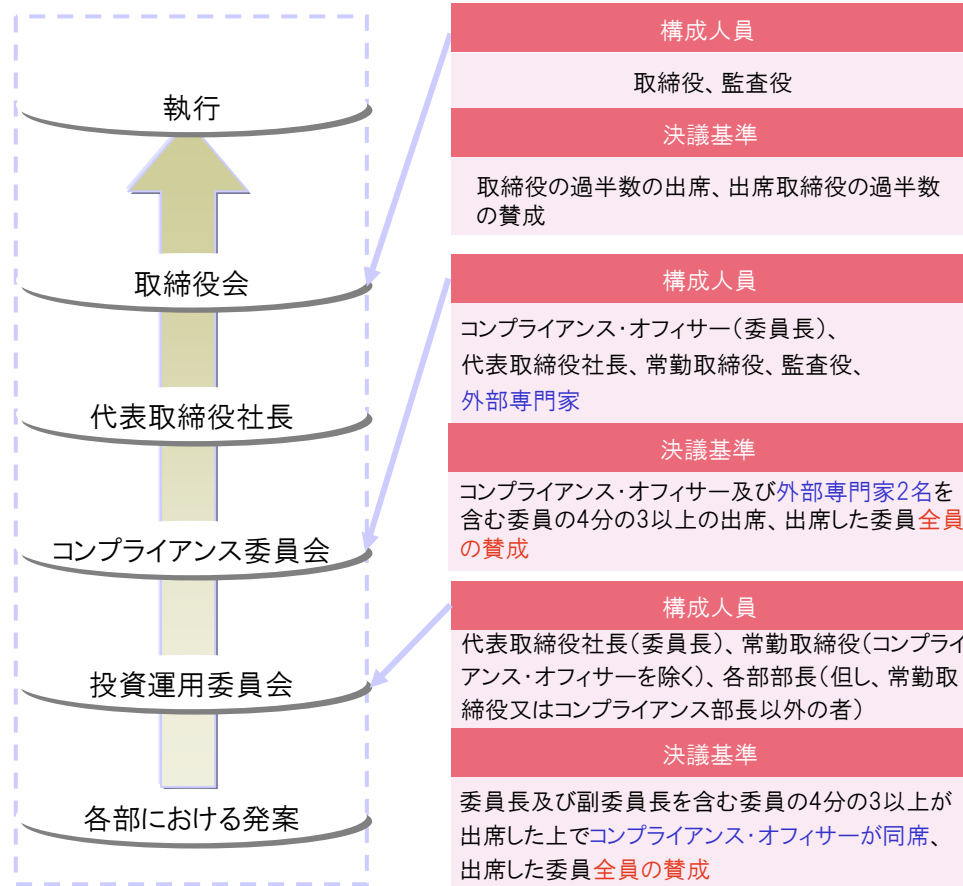 執行
取締役会
代表取締役社長
コンプライアンス委員会
投資運用委員会
各部における発案
構成人員
取締役、監査役
決議基準
取締役の過半数の出席、出席取締役の過半数
の賛成
構成人員
コンプライアンス・オフィサー(委員長)、
代表取締役社長、常勤取締役、監査役、
外部専門家
決議基準
コンプライアンス・オフィサー及び外部専門家2名を
含む委員の4分の3以上の出席、出席した委員全員
の賛成
構成人員
代表取締役社長(委員長)、常勤取締役(コンプライ
アンス・オフィサーを除く)、各部部長(但し、常勤取
締役又はコンプライアンス部長以外の者)
決議基準
委員長及び副委員長を含む委員の4分の3以上が
出席した上でコンプライアンス・オフィサーが同席、
出席した委員全員の賛成